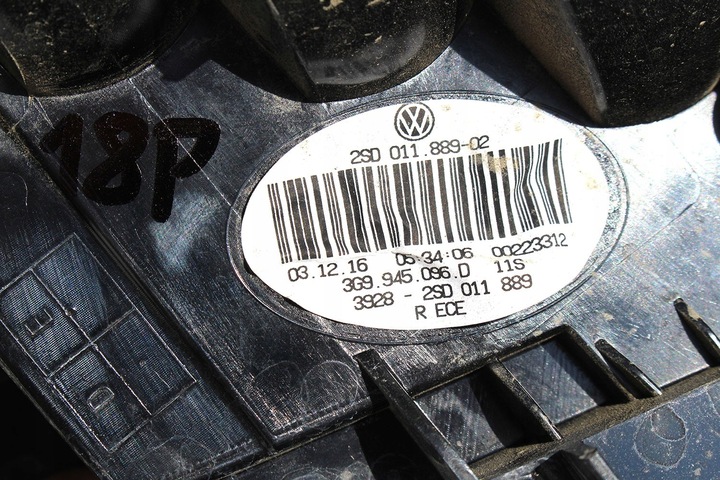 18P
VW
2SD 011.889-02
03.12.16 06:34:06 00223312
3G9.945.096.D 11S
3928 - 2SD 011 889
R ECE
E
D